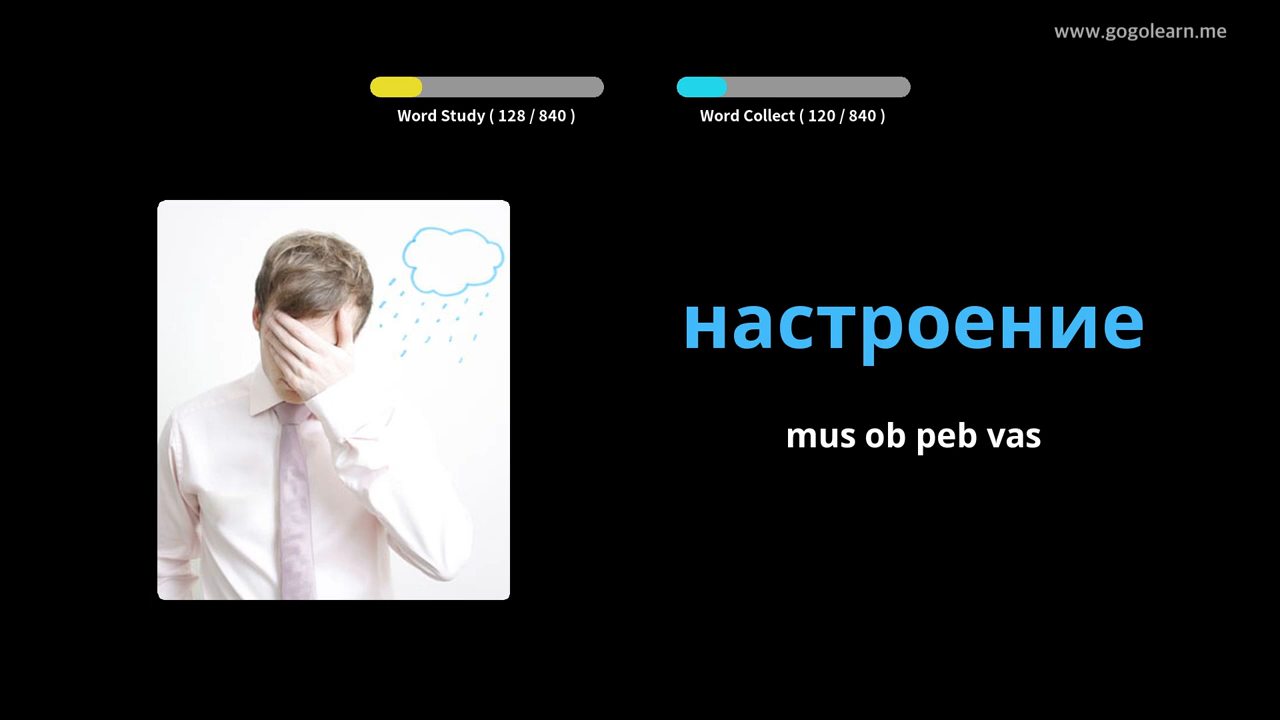 www.gogolearn.me
Word Study ( 128 / 840 )
Word Collect ( 120 / 840 )
настроение
mus ob peb vas